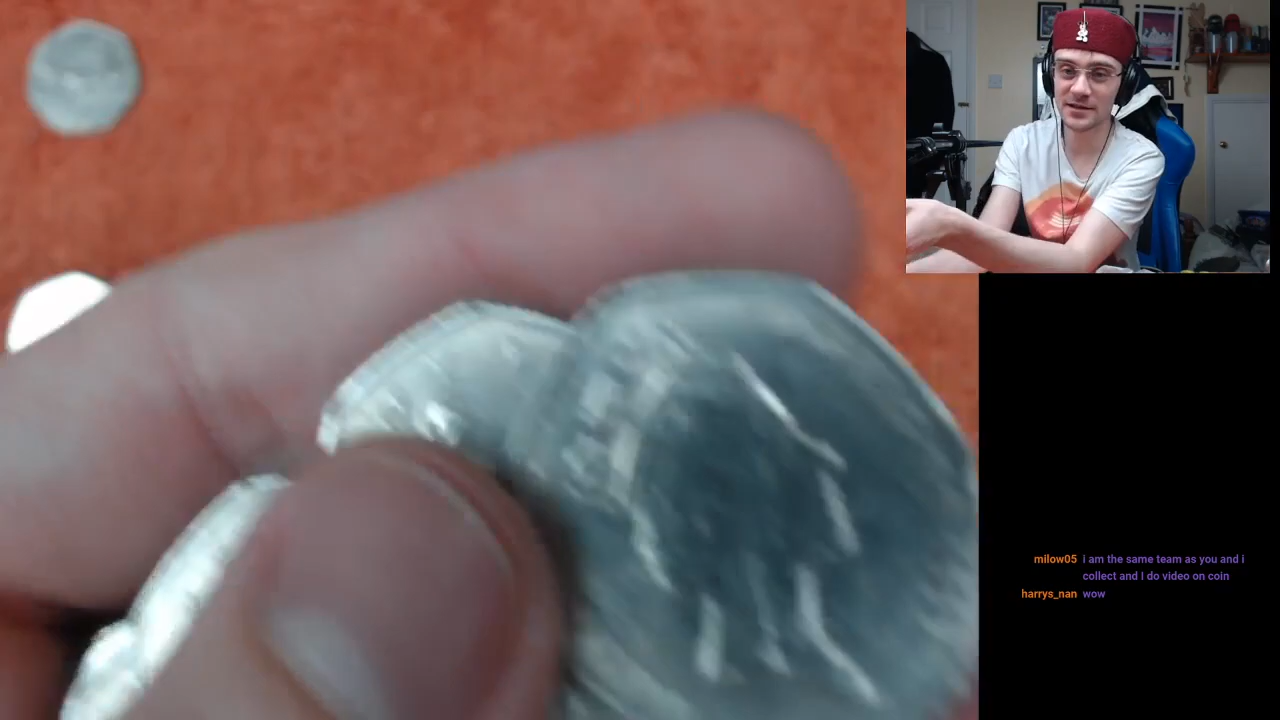 milow05 i am the same team as you and i
collect and I do video on coin
harrys_nan wow